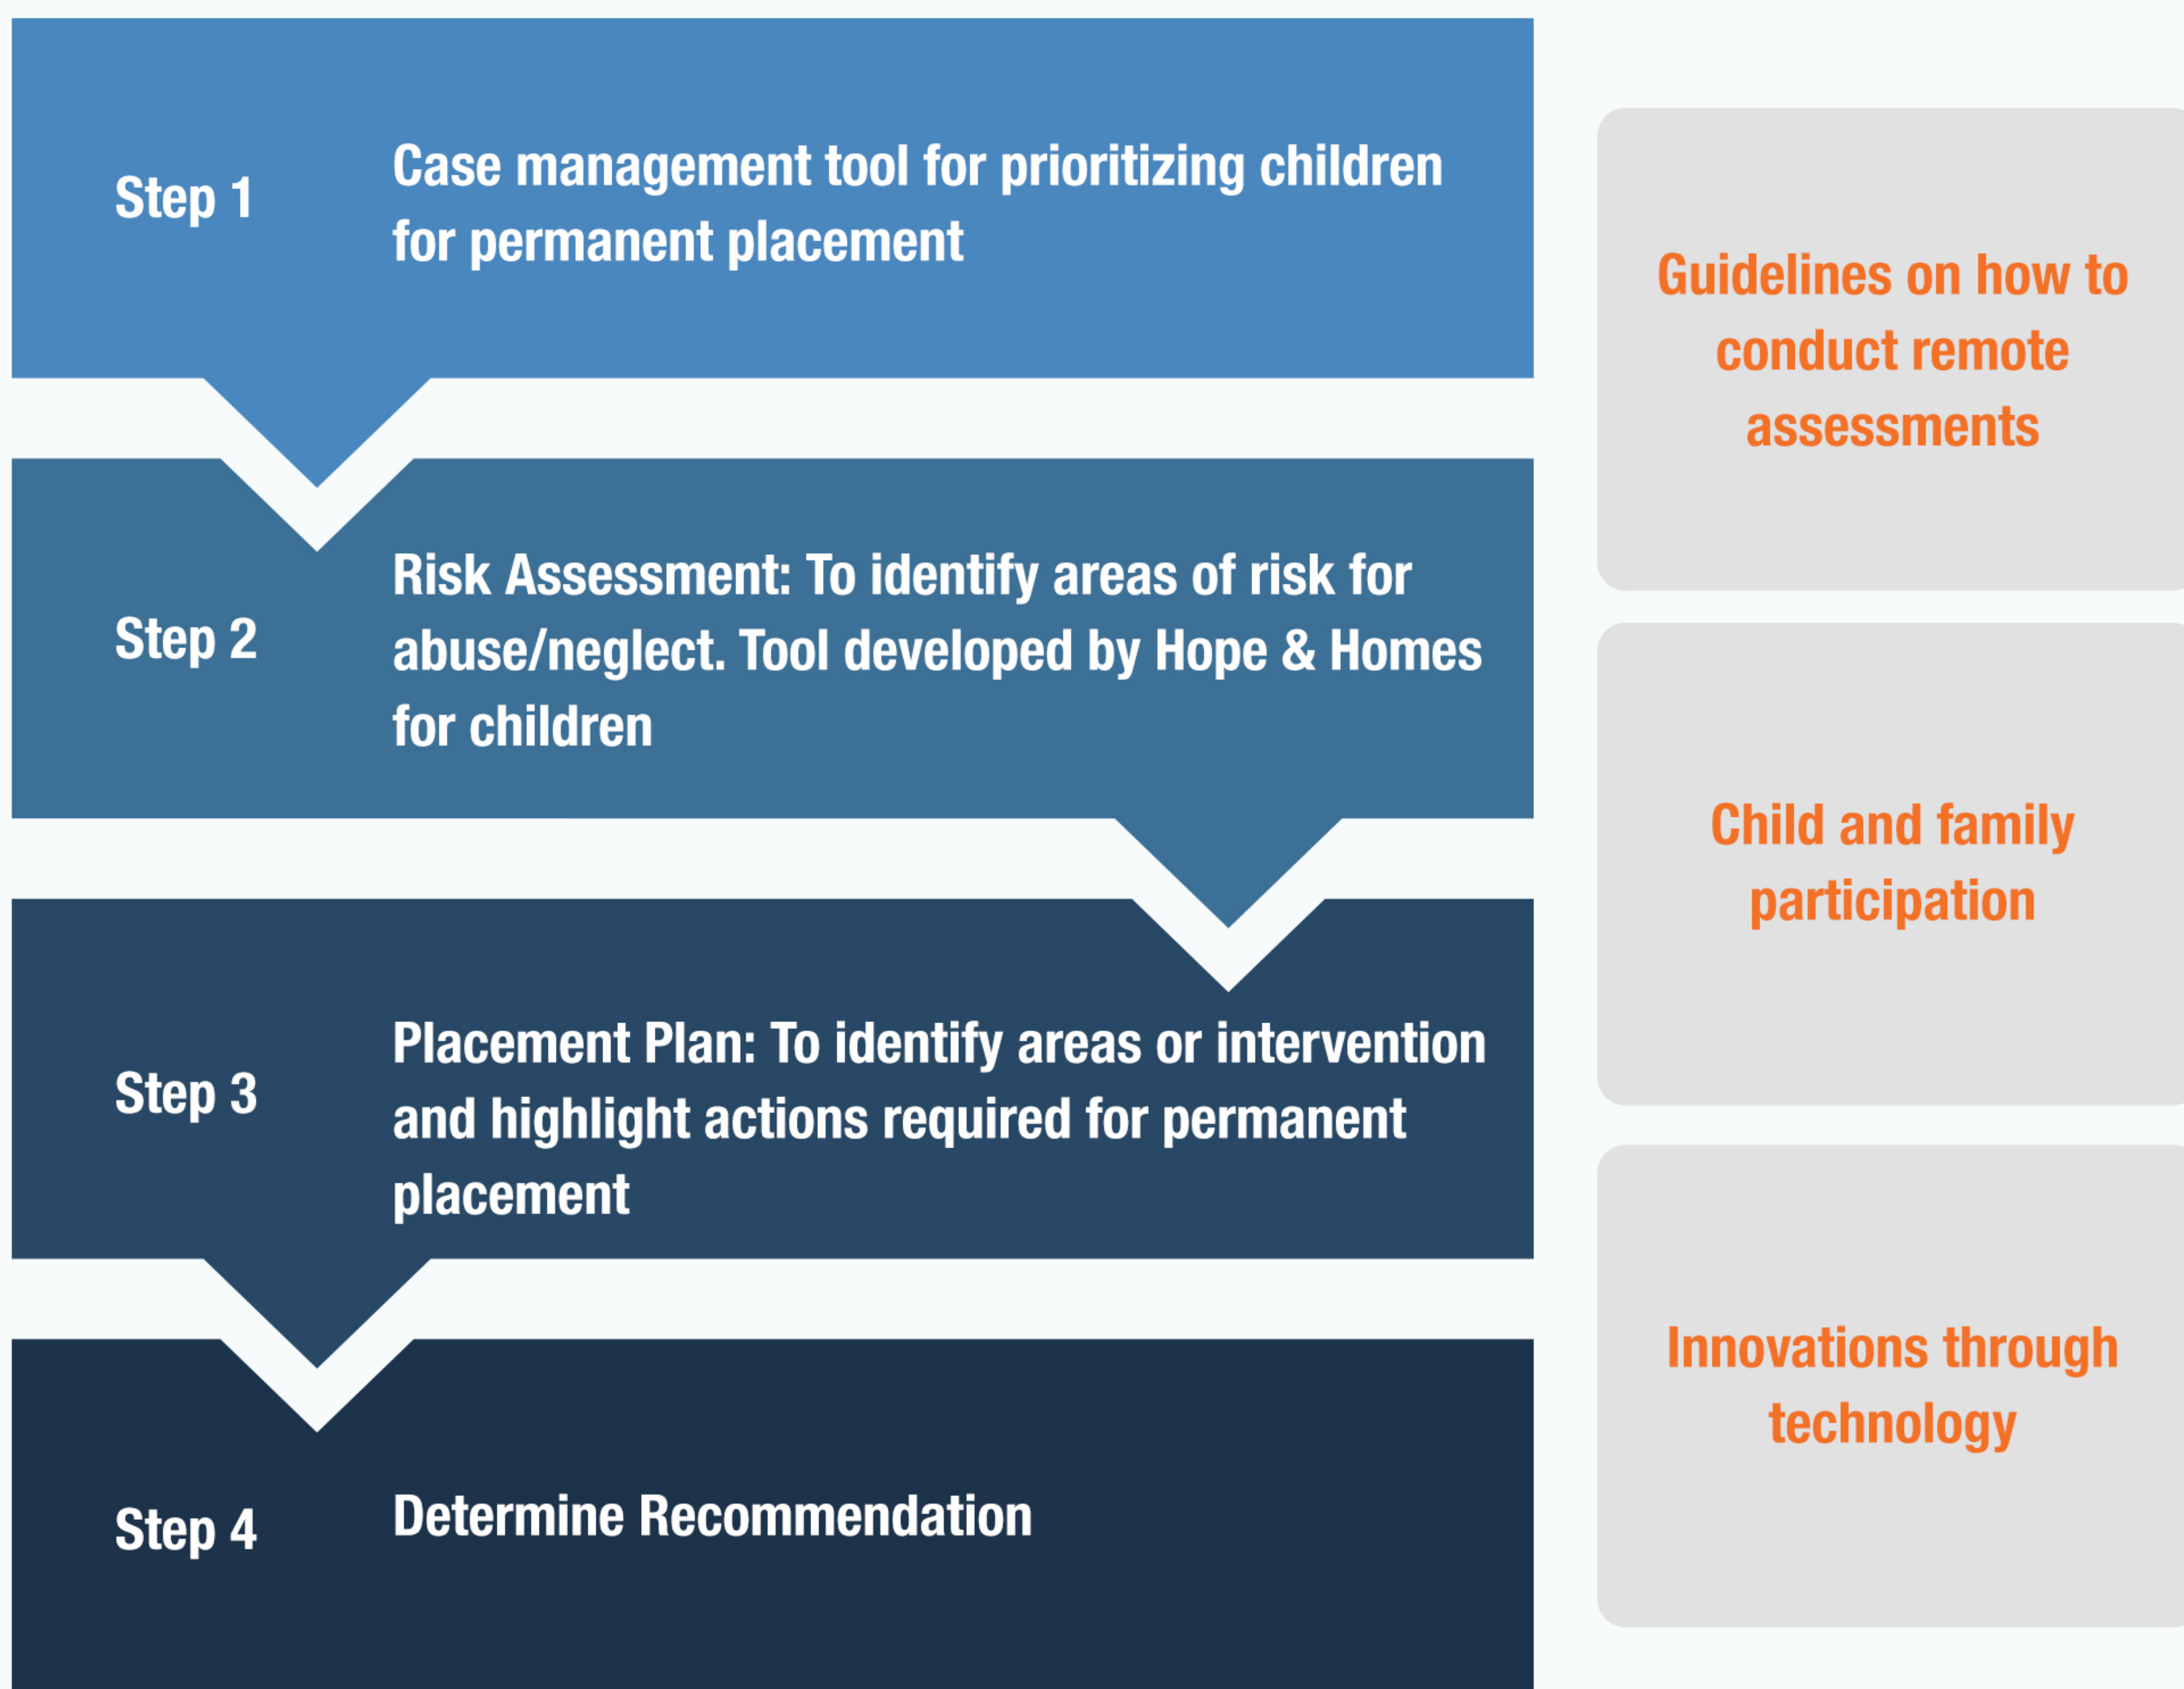 Step 1
Case management tool for prioritizing children
for permanent placement
Step 2
Risk Assessment: To identify areas of risk for
abuse/neglect. Tool developed by Hope & Homes
for children
Step 3
Placement Plan: To identify areas or intervention
and highlight actions required for permanent
placement
Step 4
Determine Recommendation
Guidelines on how to
conduct remote
assessments
Child and family
participation
Innovations through
technology